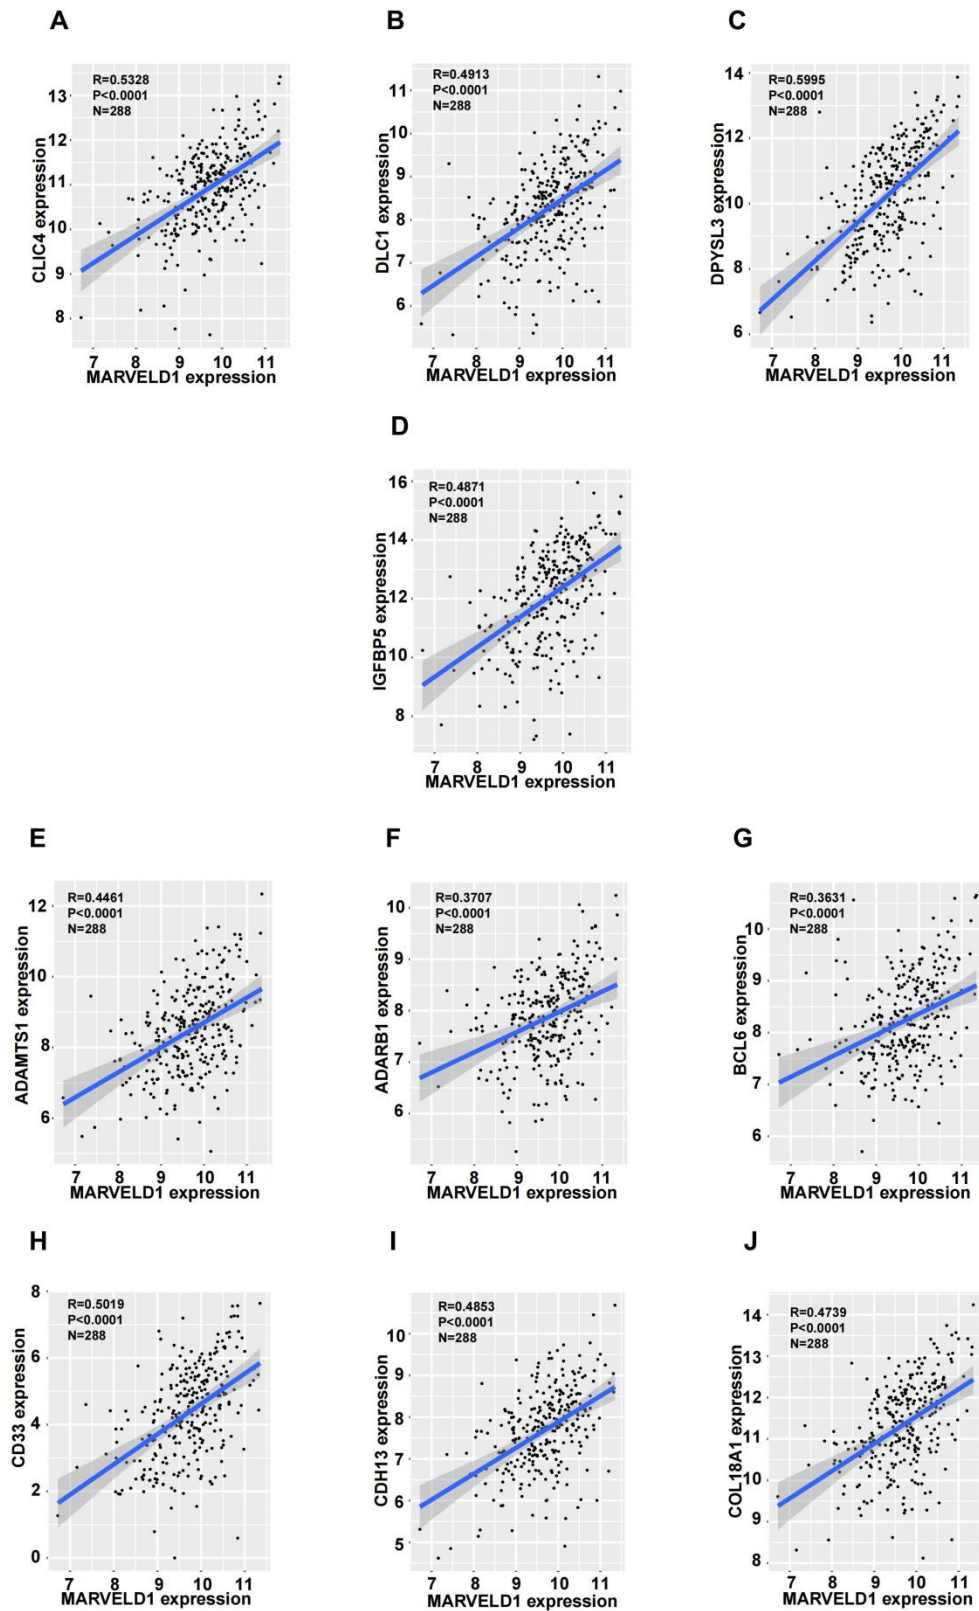 A
R=0.5328
P<0.0001
N=288
13
12
11
10
9
8
CLIC4 expression
7 8 9 10 11
MARVELD1 expression
B
R=0.4913
P<0.0001
N=288
11
10
9
8
7
6
DLC1 expression
7 8 9 10 11
MARVELD1 expression
C
R=0.5995
P<0.0001
N=288
14
12
10
8
6
DPYSL3 expression
7 8 9 10 11
MARVELD1 expression
D
R=0.4871
P<0.0001
N=288
16
14
12
10
8
IGFBP5 expression
7 8 9 10 11
MARVELD1 expression
E
R=0.4461
P<0.0001
N=288
12
10
8
6
ADAMTS1 expression
7 8 9 10 11
MARVELD1 expression
F
R=0.3707
P<0.0001
N=288
10
9
8
7
6
ADARB1 expression
7 8 9 10 11
MARVELD1 expression
G
R=0.3631
P<0.0001
N=288
10
9
8
7
6
BCL6 expression
7 8 9 10 11
MARVELD1 expression
H
R=0.5019
P<0.0001
N=288
8
6
4
2
0
CD33 expression
7 8 9 10 11
MARVELD1 expression
I
R=0.4853
P<0.0001
N=288
10
9
8
7
6
5
CDH13 expression
7 8 9 10 11
MARVELD1 expression
J
R=0.4739
P<0.0001
N=288
14
13
12
11
10
9
8
COL18A1 expression
7 8 9 10 11
MARVELD1 expression